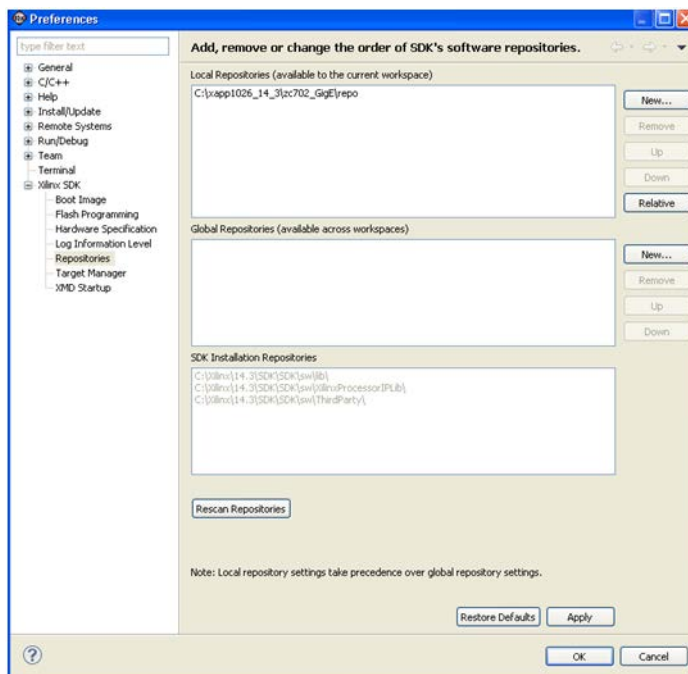 Preferences
type filter text
General
C/C++
Help
Install/Update
Remote Systems
Run/Debug
Team
Terminal
Xilinx SDK
Boot Image
Flash Programming
Hardware Specification
Log Information Level
Repositories
Target Manager
XMD Startup
Add, remove or change the order of SDK's software repositories.
Local Repositories (available to the current workspace)
C:\xapp1026_14_3\zc702_GigE\repo
New...
Remove
Up
Down
Relative
Global Repositories (available across workspaces)
New...
Remove
Up
Down
SDK Installation Repositories
C:\Xilinx\14.3\SDK\SDK\sw\lib\
C:\Xilinx\14.3\SDK\SDK\sw\XilinxProcessorIPLib\
C:\Xilinx\14.3\SDK\SDK\sw\ThirdParty\
Rescan Repositories
Note: Local repository settings take precedence over global repository settings.
Restore Defaults
Apply
OK
Cancel